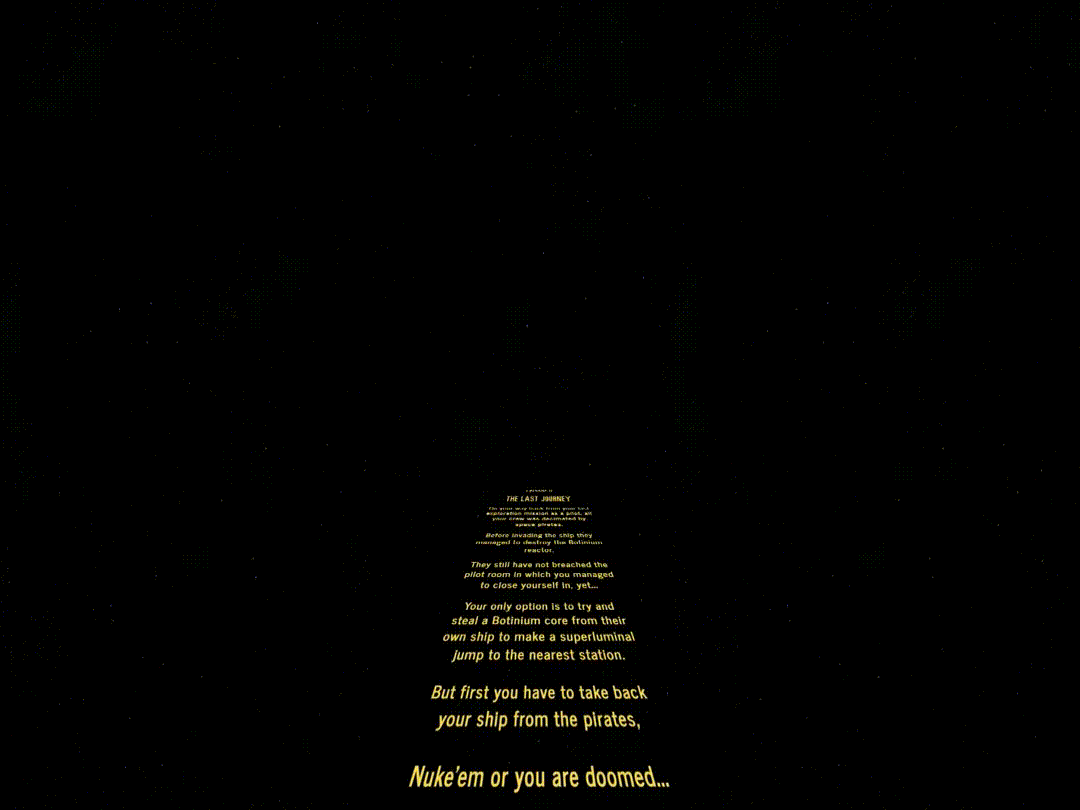 THE LAST JOURNEY
On your way back from your last
exploration mission as a pilot, all
your crew was decimated by
space pirates.
Before invading the ship they
managed to destroy the Botinium
reactor.
They still have not breached the
pilot room in which you managed
to close yourself in, yet...
Your only option is to try and
steal a Botinium core from their
own ship to make a superluminal
jump to the nearest station.
But first you have to take back
your ship from the pirates,
Nuke'em or you are doomed...